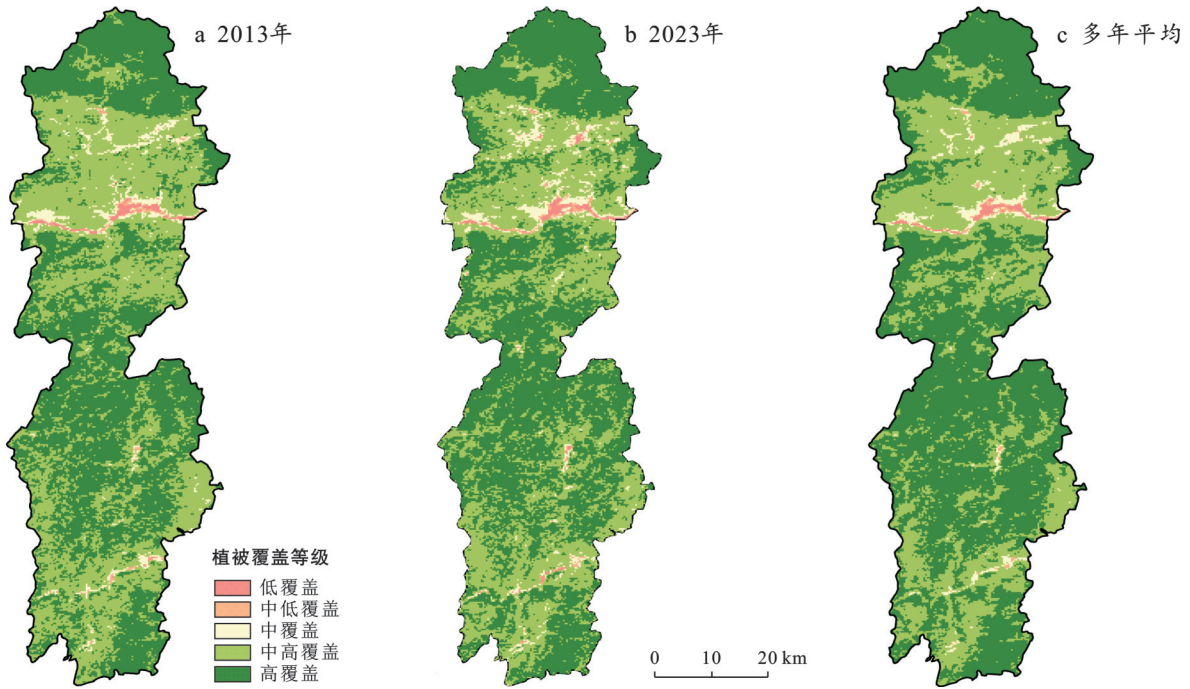 a 2013年
b 2023年
c 多年平均
植被覆盖等级
低覆盖
中低覆盖
中覆盖
中高覆盖
高覆盖
0 10 20 km